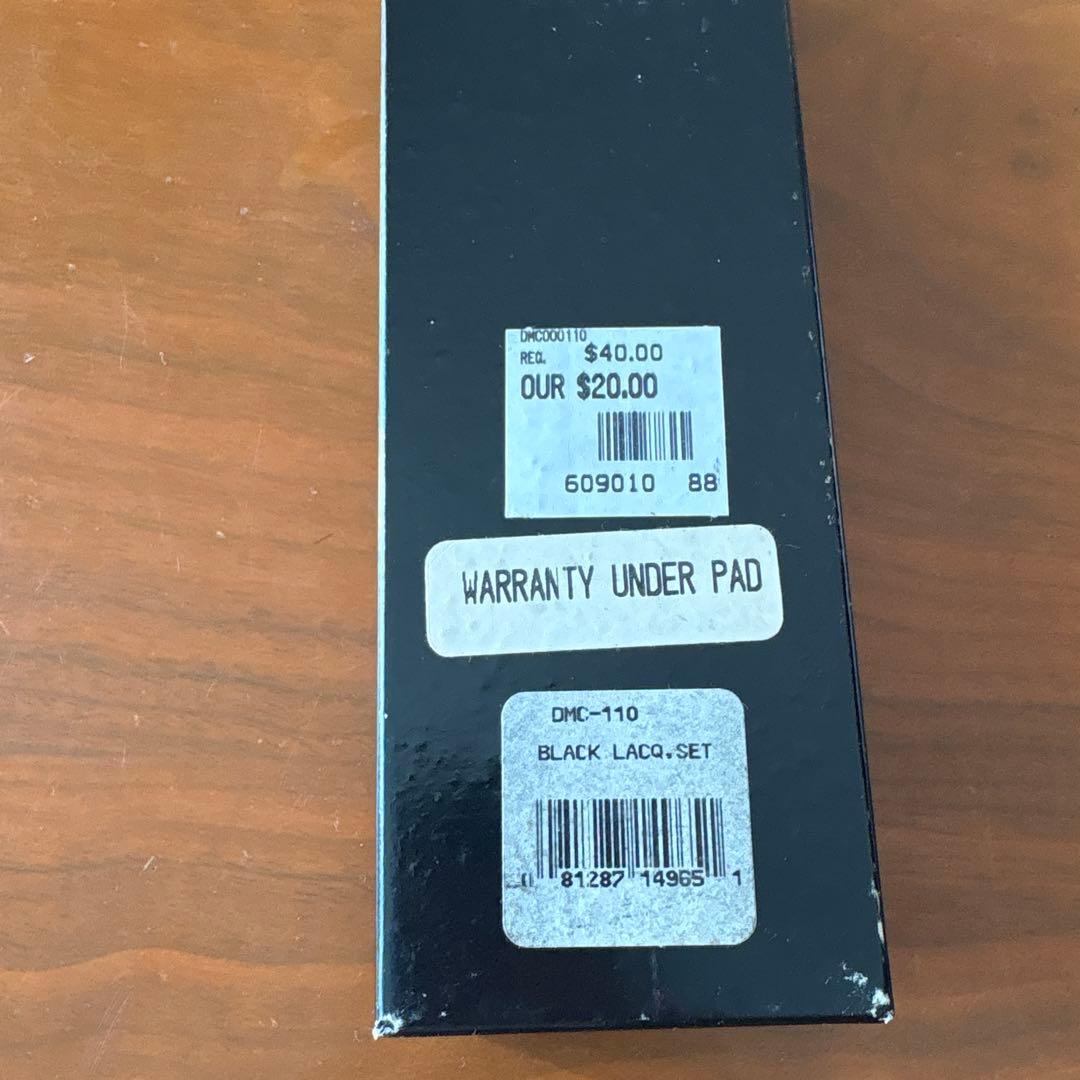 DMC000110
REG. $40.00
OUR $20.00
609010 88
WARRANTY UNDER PAD
DMC-110
BLACK LACQ.SET
0 81287 14965 1